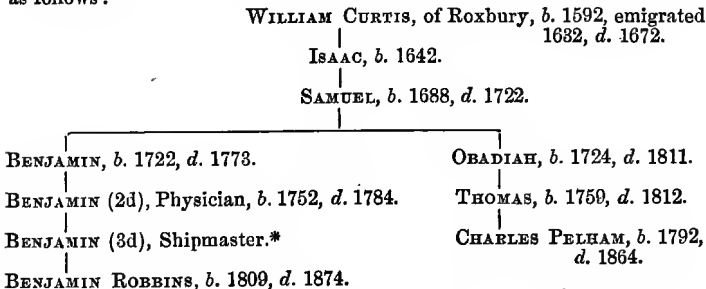 as follows:
WILLIAM CURTIS, of Roxbury, b. 1592, emigrated
1632, d. 1672.
ISAAC, b. 1642.
SAMUEL, b. 1688, d. 1722.
BENJAMIN, b. 1722, d. 1773.
OBADIAH, b. 1724, d. 1811.
BENJAMIN (2d), Physician, b. 1752, d. 1784.
THOMAS, b. 1759, d. 1812.
BENJAMIN (3d), Shipmaster.*
CHARLES PELHAM, b. 1792,
d. 1864.
BENJAMIN ROBBINS, b. 1809, d. 1874.